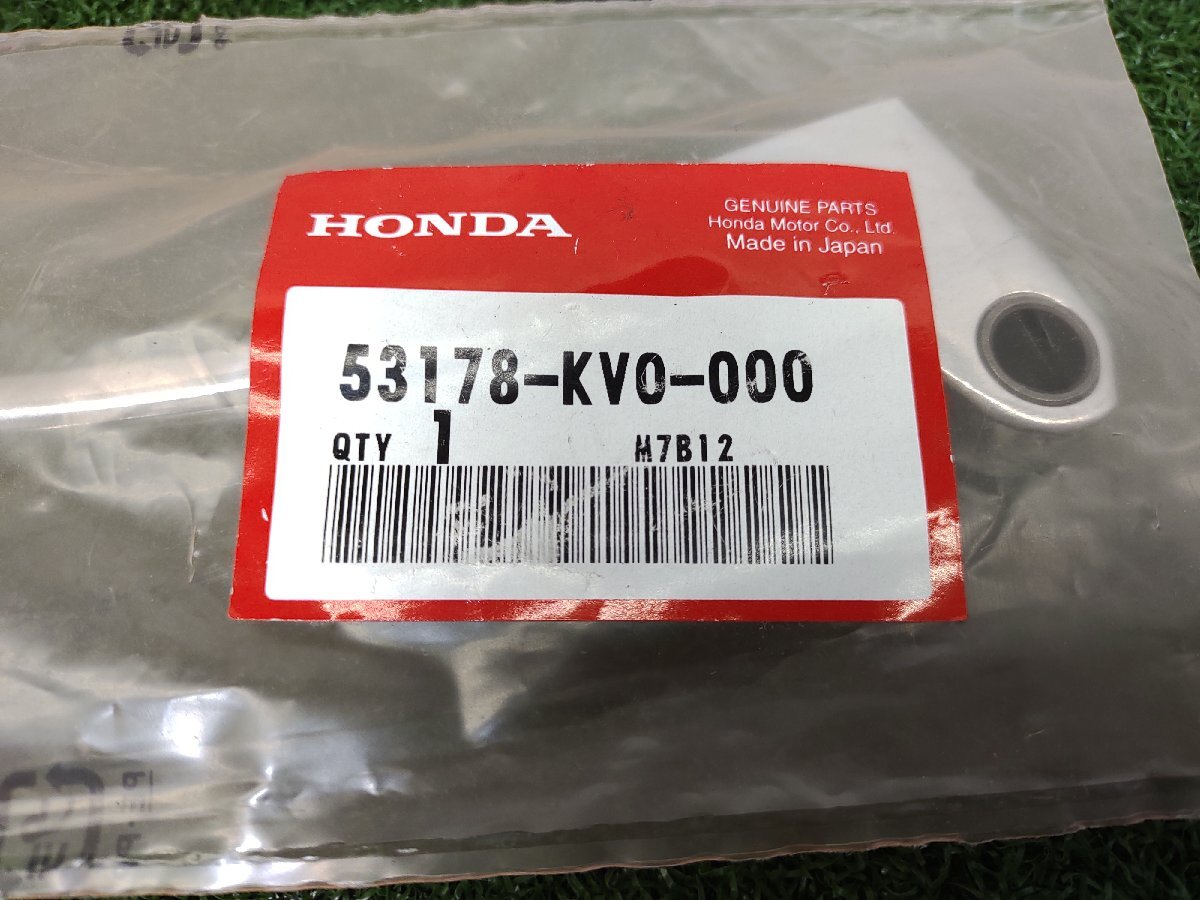 HONDA
GENUINE PARTS
Honda Motor Co., Ltd.
Made in Japan
53178-KV0-000
QTY 1 M7B12